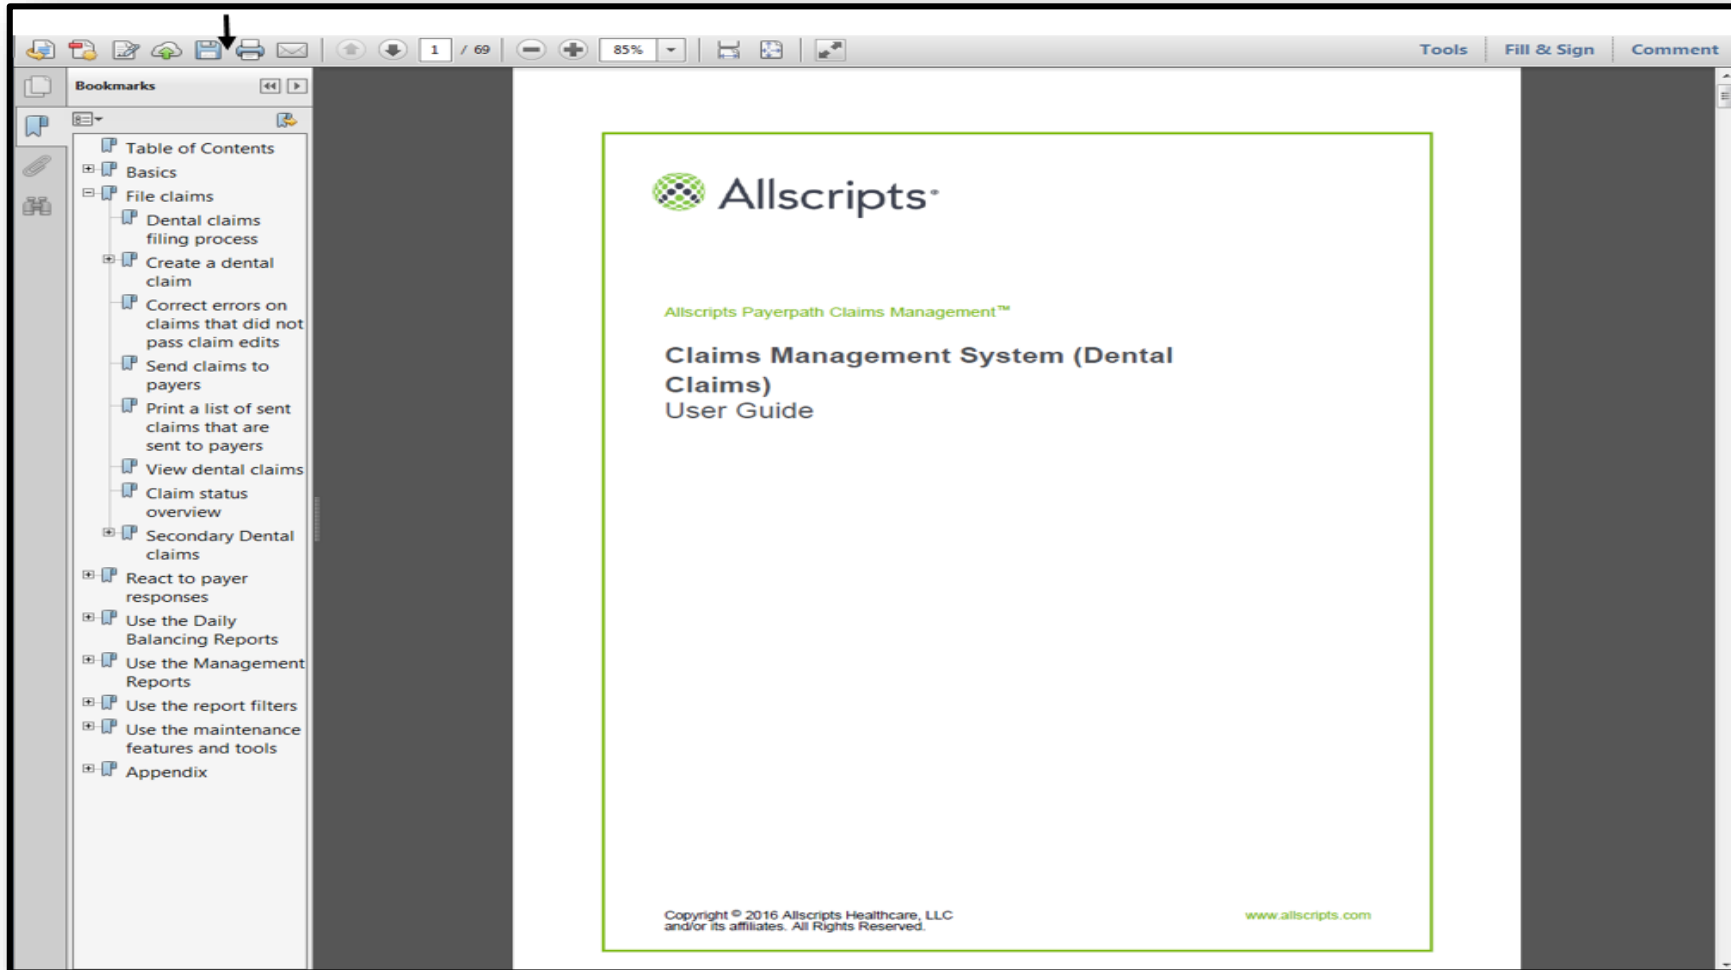 1 / 69
85%
Tools
Fill & Sign
Comment
Bookmarks
Table of Contents
Basics
File claims
Dental claims
filing process
Create a dental
claim
Correct errors on
claims that did not
pass claim edits
Send claims to
payers
Print a list of sent
claims that are
sent to payers
View dental claims
Claim status
overview
Secondary Dental
claims
React to payer
responses
Use the Daily
Balancing Reports
Use the Management
Reports
Use the report filters
Use the maintenance
features and tools
Appendix
Allscripts
Allscripts Payerpath Claims Management™
Claims Management System (Dental
Claims)
User Guide
Copyright © 2016 Allscripts Healthcare, LLC
and/or its affiliates. All Rights Reserved.
www.allscripts.com